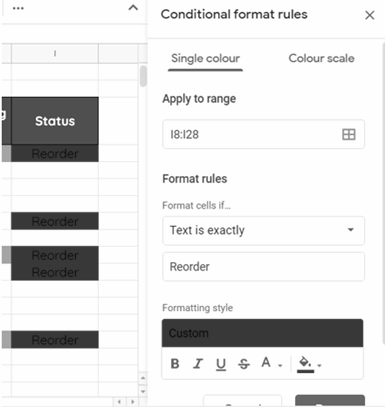 Conditional format rules
I
Single colour
Colour scale
Apply to range
g
Status
I8:I28
Reorder
Format rules
Format cells if…
Reorder
Text is exactly
Reorder
Reorder
Reorder
Formatting style
Custom
Reorder
B I U S A